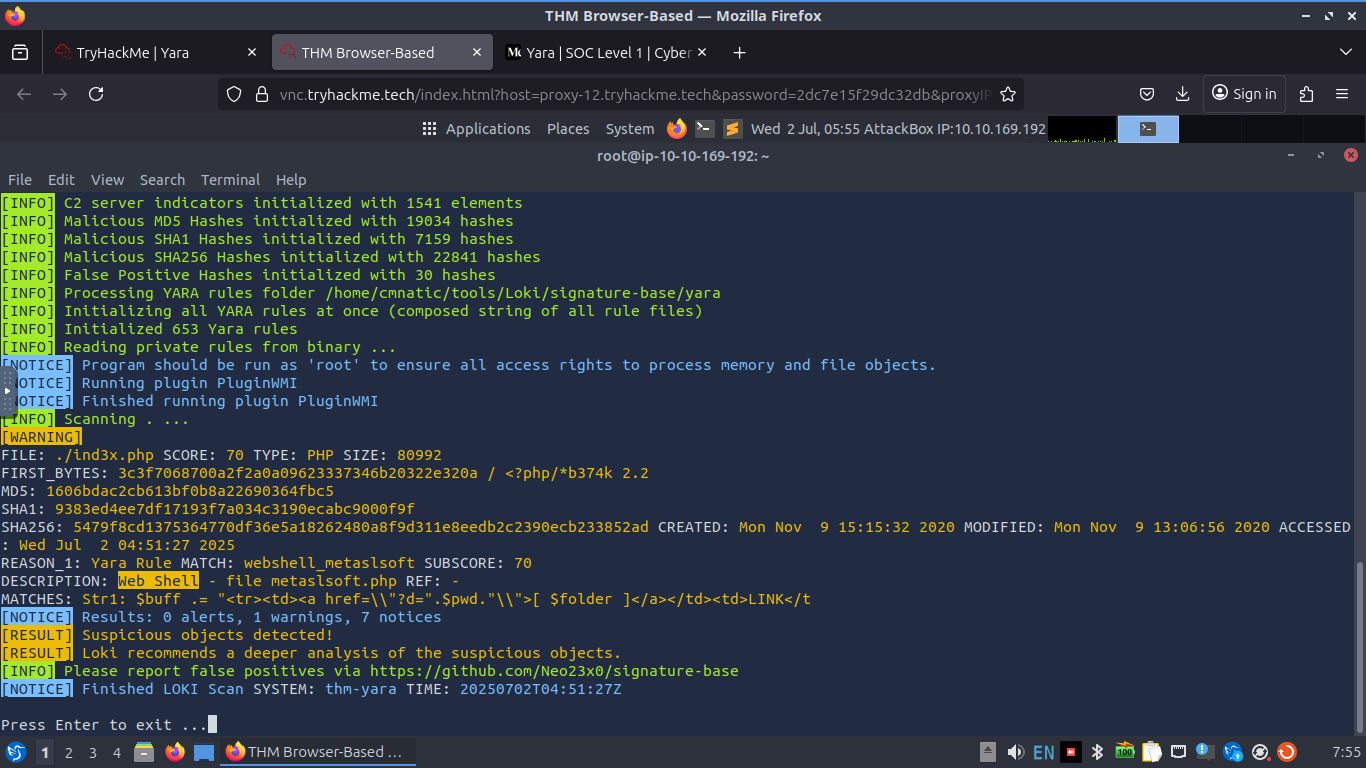 THM Browser-Based — Mozilla Firefox
TryHackMe | Yara
THM Browser-Based
Yara | SOC Level 1 | Cyber
vnc.tryhackme.tech/index.html?host=proxy-12.tryhackme.tech&password=2dc7e15f29dc32db&proxyIP
Sign in
Applications Places System Wed 2 Jul, 05:55 AttackBox IP:10.10.169.192
root@ip-10-10-169-192: ~
File Edit View Search Terminal Help
[INFO] C2 server indicators initialized with 1541 elements
[INFO] Malicious MD5 Hashes initialized with 19034 hashes
[INFO] Malicious SHA1 Hashes initialized with 7159 hashes
[INFO] Malicious SHA256 Hashes initialized with 22841 hashes
[INFO] False Positive Hashes initialized with 30 hashes
[INFO] Processing YARA rules folder /home/cmnatic/tools/Loki/signature-base/yara
[INFO] Initializing all YARA rules at once (composed string of all rule files)
[INFO] Initialized 653 Yara rules
[INFO] Reading private rules from binary ...
[NOTICE] Program should be run as 'root' to ensure all access rights to process memory and file objects.
NOTICE] Running plugin PluginWMI
NOTICE] Finished running plugin PluginWMI
[INFO] Scanning . ...
[WARNING]
FILE: ./ind3x.php SCORE: 70 TYPE: PHP SIZE: 80992
FIRST_BYTES: 3c3f7068700a2f2a0a09623337346b20322e320a / <?php/*b374k 2.2
MD5: 1606bdac2cb613bf0b8a22690364fbc5
SHA1: 9383ed4ee7df17193f7a034c3190ecabc9000f9f
SHA256: 5479f8cd1375364770df36e5a18262480a8f9d311e8eedb2c2390ecb233852ad CREATED: Mon Nov  9 15:15:32 2020 MODIFIED: Mon Nov  9 13:06:56 2020 ACCESSED
: Wed Jul  2 04:51:27 2025
REASON_1: Yara Rule MATCH: webshell_metaslsoft SUBSCORE: 70
DESCRIPTION: Web Shell - file metaslsoft.php REF: -
MATCHES: Str1: $buff .= "<tr><td><a href=\\"?d=".$pwd."\\">[ $folder ]</a></td><td>LINK</t
[NOTICE] Results: 0 alerts, 1 warnings, 7 notices
[RESULT] Suspicious objects detected!
[RESULT] Loki recommends a deeper analysis of the suspicious objects.
[INFO] Please report false positives via https://github.com/Neo23x0/signature-base
[NOTICE] Finished LOKI Scan SYSTEM: thm-yara TIME: 20250702T04:51:27Z
Press Enter to exit ...
1 2 3 4 THM Browser-Based ... EN 100 7:55